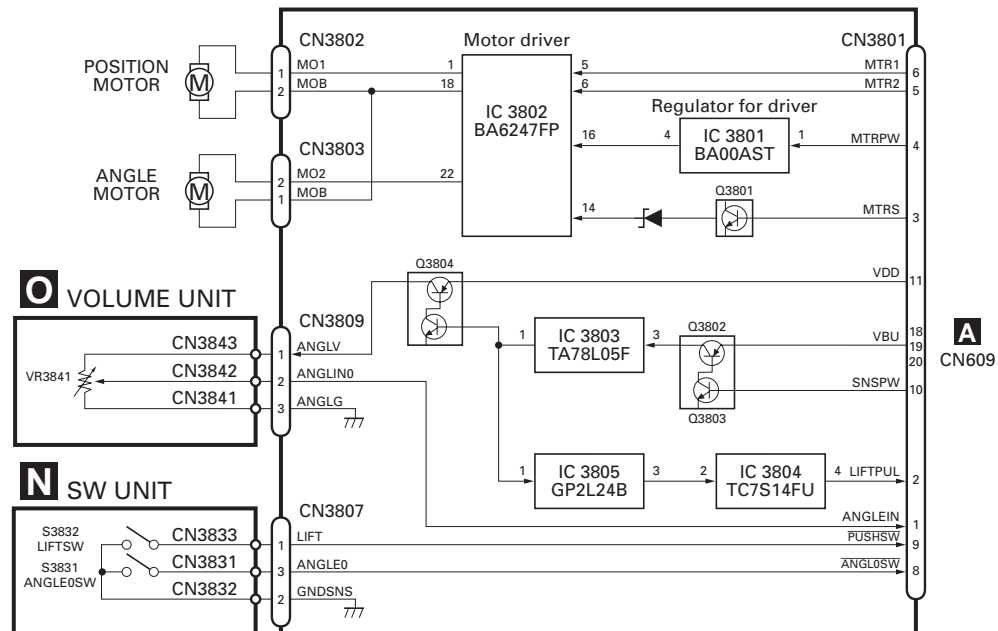 CN3802
Motor driver
CN3801
POSITION
MOTOR
M
1
MO1
1
5
MTR1
6
2
MOB
18
6
MTR2
5
IC 3802
BA6247FP
Regulator for driver
16
4
IC 3801
BA00AST
1
MTRPW
4
CN3803
ANGLE
MOTOR
M
2
MO2
22
1
MOB
Q3801
14
MTRS
3
Q3804
VDD
11
O VOLUME UNIT
CN3809
CN3843
1
ANGLV
1
IC 3803
TA78L05F
3
Q3802
VBU
18
19
20
A
CN609
VR3841
CN3842
2
ANGLIN0
SNSPW
10
CN3841
3
ANGLG
Q3803
N SW UNIT
1
IC 3805
GP2L24B
3
2
IC 3804
TC7S14FU
4
LIFTPUL
2
CN3807
ANGLEIN
1
S3832
LIFTSW
CN3833
1
LIFT
PUSHSW
9
S3831
ANGLE0SW
CN3831
3
ANGLE0
ANGL0SW
8
CN3832
2
GNDSNS